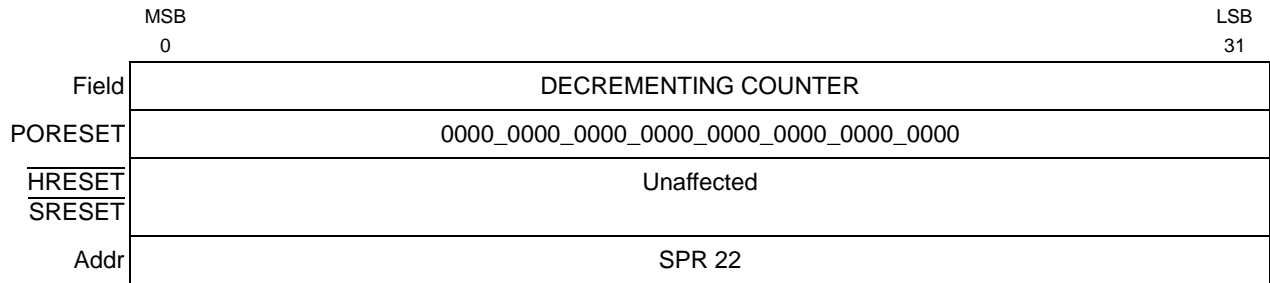 MSB LSB
0 31
Field DECREMENTING COUNTER
PORESET 0000_0000_0000_0000_0000_0000_0000_0000
HRESET Unaffected
SRESET
Addr SPR 22